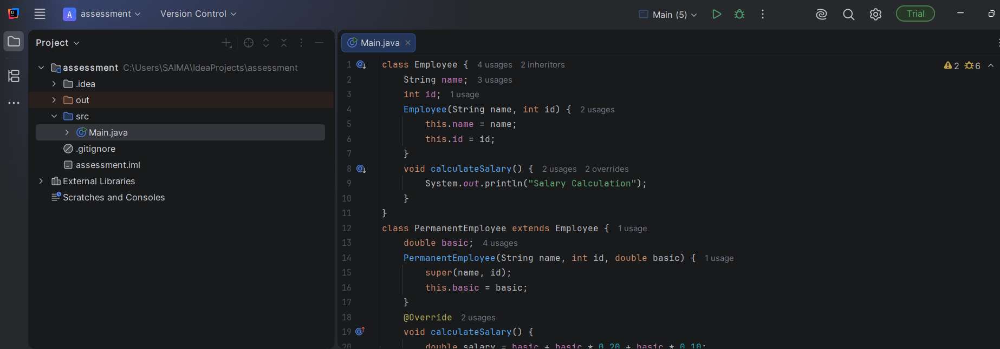 A assessment Version Control Main (5) Trial
Project
assessment C:\Users\SAIMA\IdeaProjects\assessment
.idea
out
src
Main.java
.gitignore
assessment.iml
External Libraries
Scratches and Consoles
Main.java
2 6
1 class Employee { 4 usages 2 inheritors
2 String name; 3 usages
3 int id; 1 usage
4 Employee(String name, int id) { 2 usages
5 this.name = name;
6 this.id = id;
7 }
8 void calculateSalary() { 2 usages 2 overrides
9 System.out.println("Salary Calculation");
10 }
11 }
12 class PermanentEmployee extends Employee { 1 usage
13 double basic; 4 usages
14 PermanentEmployee(String name, int id, double basic) { 1 usage
15 super(name, id);
16 this.basic = basic;
17 }
18 @Override 2 usages
19 void calculateSalary() {
20 double salary = basic + basic * 0.20 + basic * 0.10;